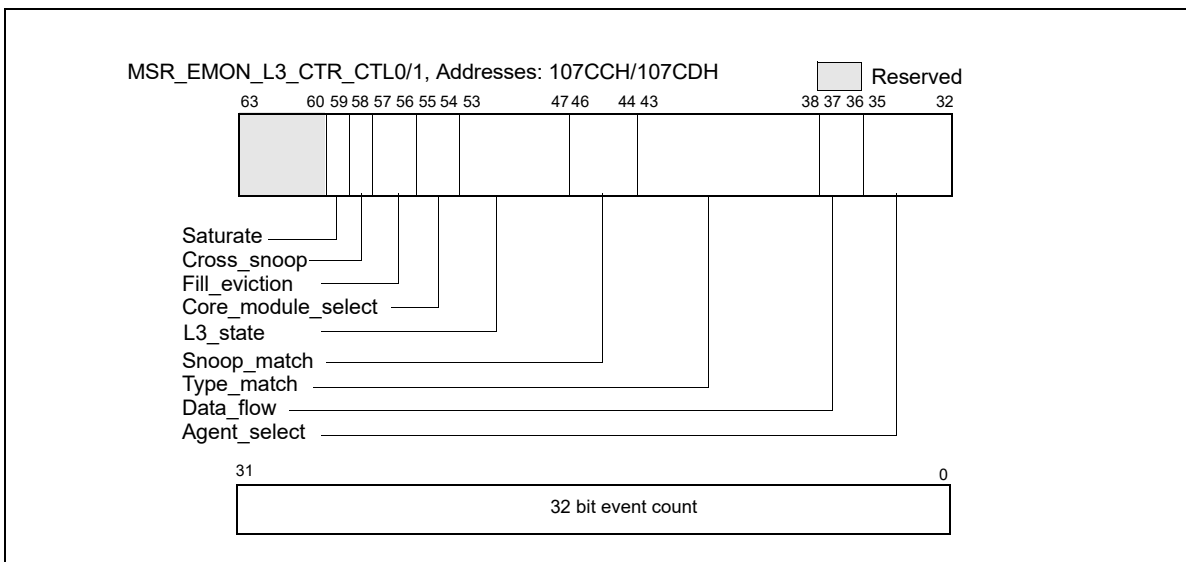 MSR_EMON_L3_CTR_CTL0/1, Addresses: 107CCH/107CDH
Reserved
63 60 59 58 57 56 55 54 53 47 46 44 43 38 37 36 35 32
Saturate
Cross_snoop
Fill_eviction
Core_module_select
L3_state
Snoop_match
Type_match
Data_flow
Agent_select
31 0
32 bit event count